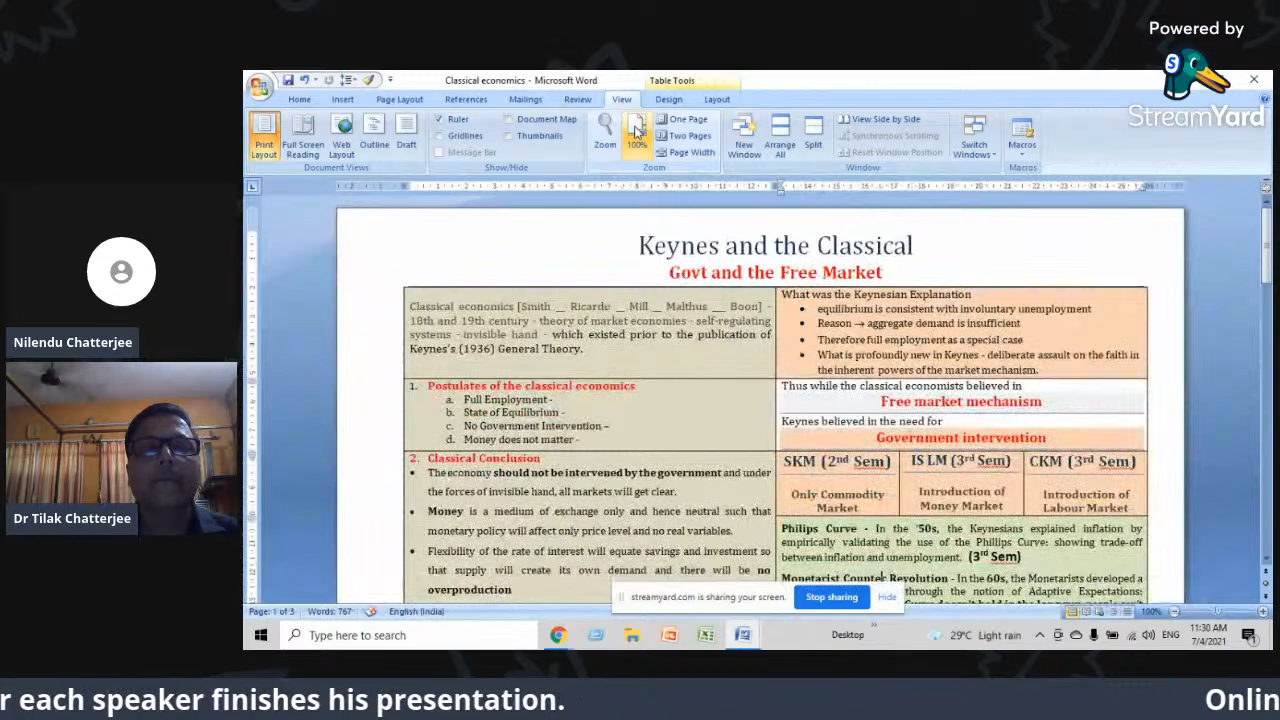 Powered by
StreamYard
Classical economics - Microsoft Word
Table Tools
Home
Insert
Page Layout
References
Mailings
Review
View
Design
Layout
Print Layout
Full Screen Reading
Web Layout
Outline
Draft
Document Views
Ruler
Gridlines
Message Bar
Document Map
Thumbnails
Show/Hide
Zoom
100%
One Page
Two Pages
Page Width
Zoom
New Window
Arrange All
Split
View Side by Side
Synchronous Scrolling
Reset Window Position
Window
Switch Windows
Macros
Macros
Keynes and the Classical
Govt and the Free Market
Classical economics [Smith __ Ricardo __ Mill __ Malthus __ Boon] -
18th and 19th century - theory of market economies - self-regulating
systems - invisible hand - which existed prior to the publication of
Keynes's (1936) General Theory.
1. Postulates of the classical economics
a. Full Employment -
b. State of Equilibrium -
c. No Government Intervention –
d. Money does not matter -
2. Classical Conclusion
• The economy should not be intervened by the government and under
the forces of invisible hand, all markets will get clear.
• Money is a medium of exchange only and hence neutral such that
monetary policy will affect only price level and no real variables.
• Flexibility of the rate of interest will equate savings and investment so
that supply will create its own demand and there will be no
overproduction
What was the Keynesian Explanation
• equilibrium is consistent with involuntary unemployment
• Reason → aggregate demand is insufficient
• Therefore full employment as a special case
• What is profoundly new in Keynes - deliberate assault on the faith in
the inherent powers of the market mechanism.
Thus while the classical economists believed in
Free market mechanism
Keynes believed in the need for
Government intervention
SKM (2nd Sem)
Only Commodity
Market
IS LM (3rd Sem)
Introduction of
Money Market
CKM (3rd Sem)
Introduction of
Labour Market
Philips Curve - In the '50s, the Keynesians explained inflation by
empirically validating the use of the Phillips Curve: showing trade-off
between inflation and unemployment. (3rd Sem)
Monetarist Counter Revolution - In the 60s, the Monetarists developed a
through the notion of Adaptive Expectations:
streamyard.com is sharing your screen.
Stop sharing
Hide
Page: 1 of 3
Words: 767
English (India)
100%
Type here to search
Desktop
29°C Light rain
ENG
11:30 AM
7/4/2021
Nilendu Chatterjee
Dr Tilak Chatterjee
r each speaker finishes his presentation.
Onlin